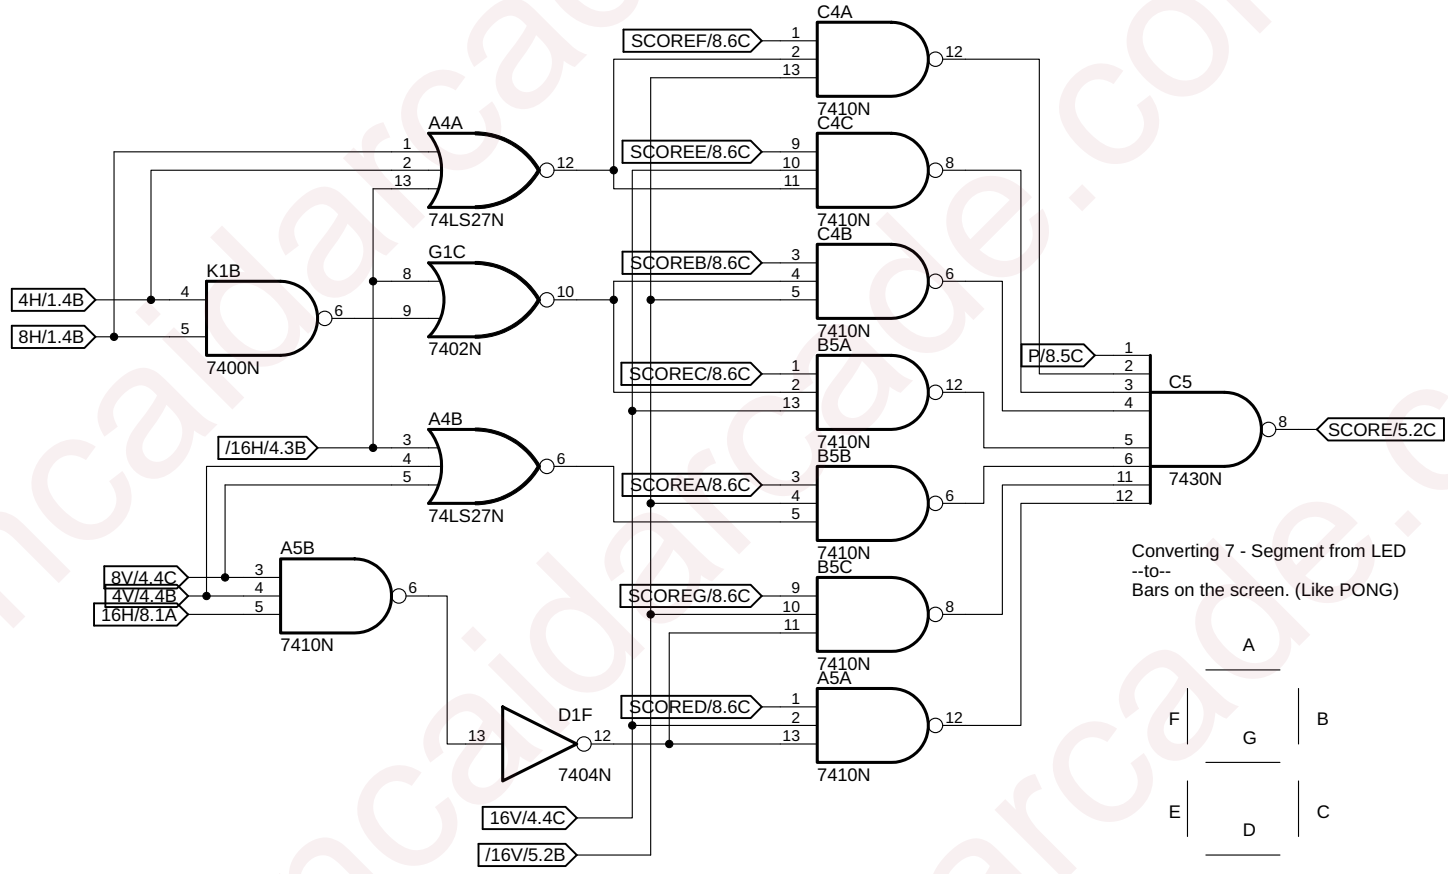 C4A
SCOREF/8.6C 1 2 13 12
7410N
C4C
SCOREE/8.6C 9 10 11 8
7410N
C4B
SCOREB/8.6C 3 4 5 6
7410N
B5A
SCOREC/8.6C 1 2 13 12
7410N
B5B
SCOREA/8.6C 3 4 5 6
7410N
B5C
SCOREG/8.6C 9 10 11 8
7410N
A5A
SCORED/8.6C 1 2 13 12
7410N
A4A
1 2 13 12
74LS27N
G1C
8 9 10
7402N
K1B
4H/1.4B 4
8H/1.4B 5
6
7400N
A4B
/16H/4.3B 3
4 5 6
74LS27N
A5B
8V/4.4C 3
4V/4.4B 4
16H/8.1A 5
6
7410N
D1F
13 12
7404N
16V/4.4C
/16V/5.2B
P/8.5C 1
2 3 4 5 6 11 12
C5
8 SCORE/5.2C
7430N
Converting 7 - Segment from LED
--to--
Bars on the screen. (Like PONG)
A
F B
G
E C
D